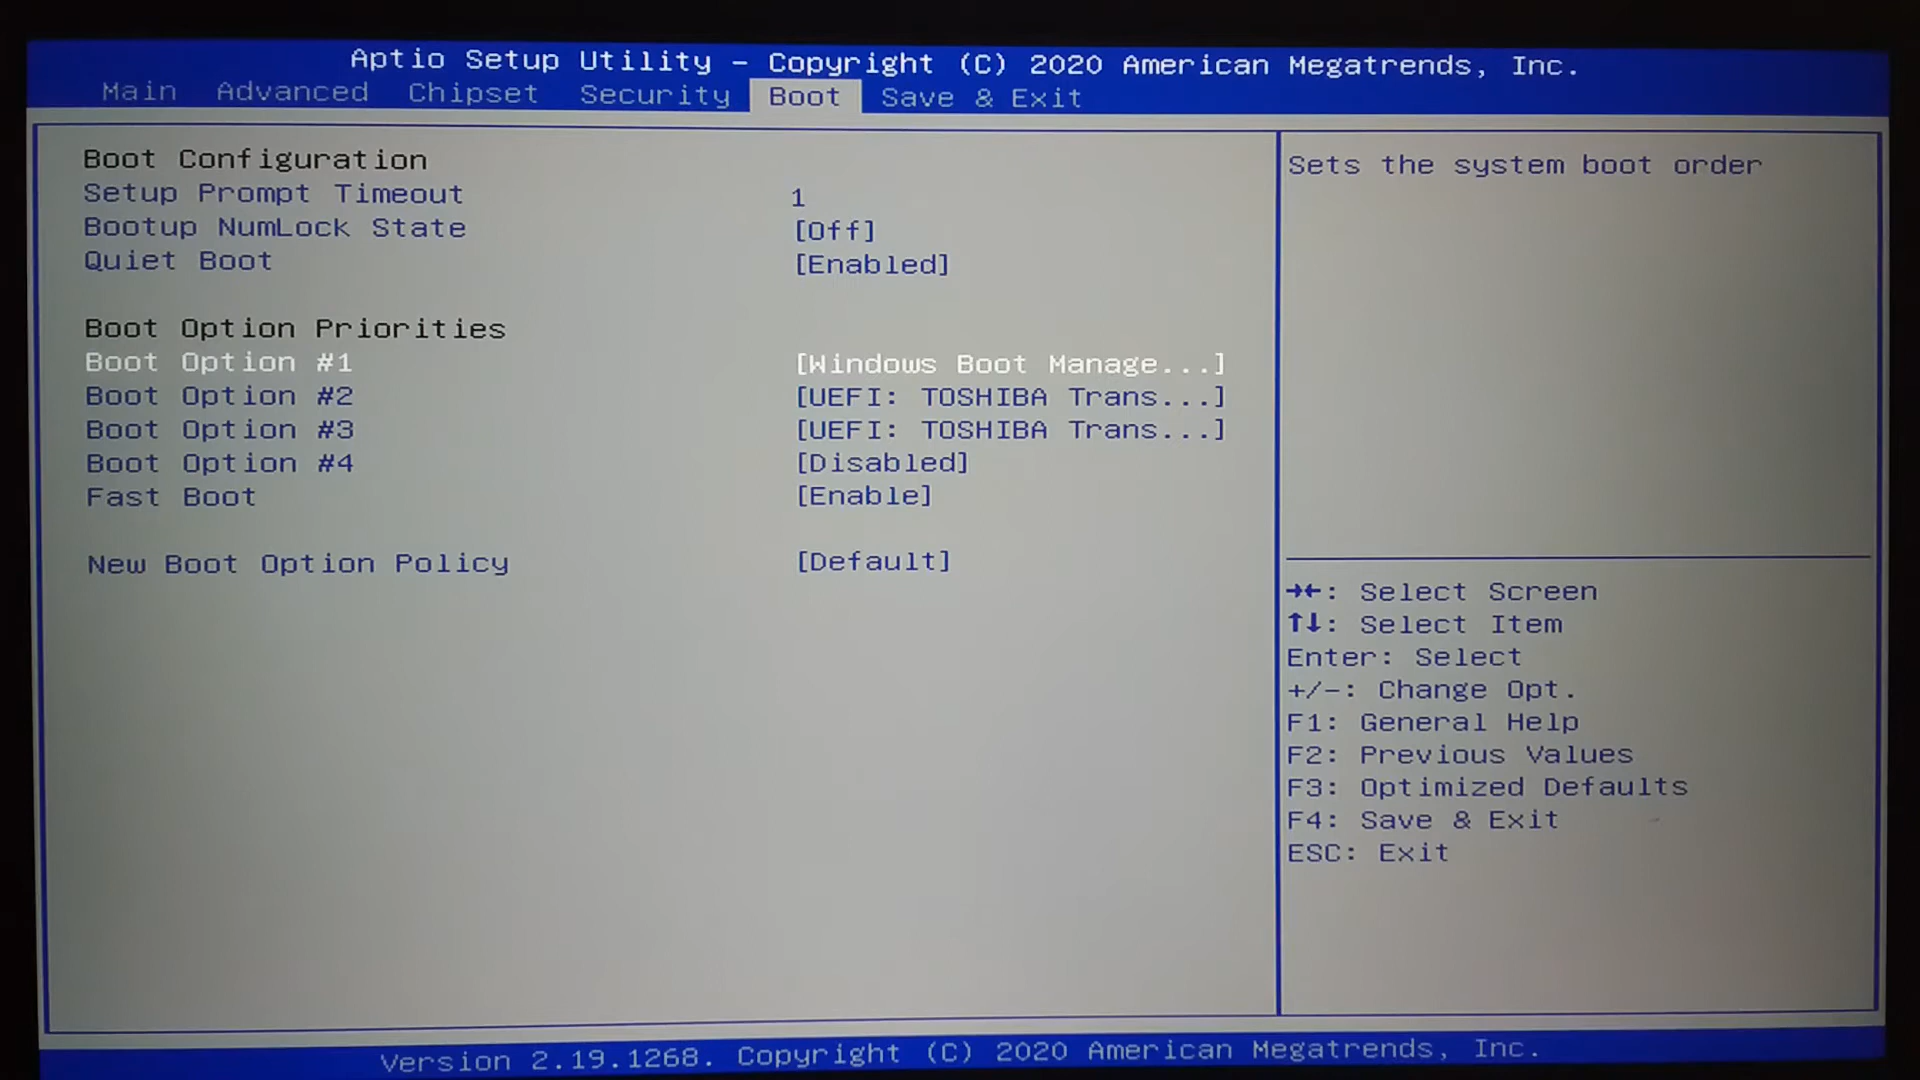 Aptio Setup Utility – Copyright (C) 2020 American Megatrends, Inc.
Main Advanced Chipset Security Boot Save & Exit
Boot Configuration
Setup Prompt Timeout 1
Bootup NumLock State [Off]
Quiet Boot [Enabled]
Boot Option Priorities
Boot Option #1 [Windows Boot Manage...]
Boot Option #2 [UEFI: TOSHIBA Trans...]
Boot Option #3 [UEFI: TOSHIBA Trans...]
Boot Option #4 [Disabled]
Fast Boot [Enable]
New Boot Option Policy [Default]
Sets the system boot order
→←: Select Screen
↑↓: Select Item
Enter: Select
+/-: Change Opt.
F1: General Help
F2: Previous Values
F3: Optimized Defaults
F4: Save & Exit
ESC: Exit
Version 2.19.1268. Copyright (C) 2020 American Megatrends, Inc.